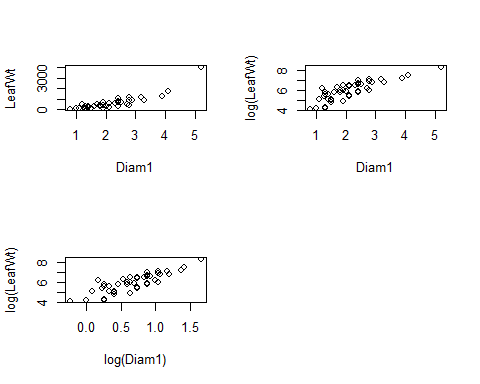 LeafWt
0 3000
1 2 3 4 5
Diam1
log(LeafWt)
4 6 8
1 2 3 4 5
Diam1
log(LeafWt)
4 6 8
0.0 0.5 1.0 1.5
log(Diam1)